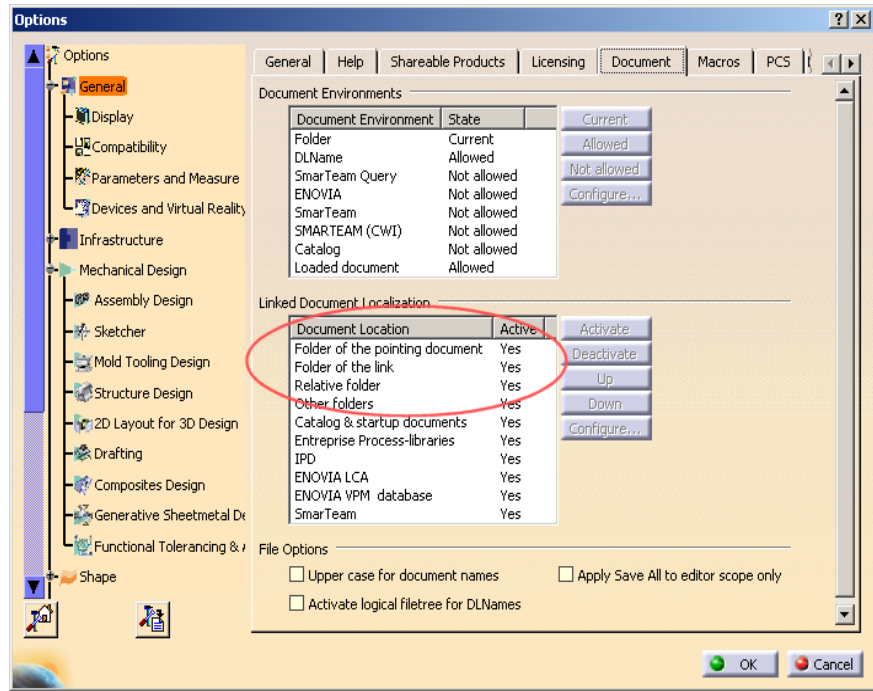 Options
Options
General
Display
Compatibility
Parameters and Measure
Devices and Virtual Reality
Infrastructure
Mechanical Design
Assembly Design
Sketcher
Mold Tooling Design
Structure Design
2D Layout for 3D Design
Drafting
Composites Design
Generative Sheetmetal De
Functional Tolerancing &
Shape
General Help Shareable Products Licensing Document Macros PCS
Document Environments
Document Environment State
Folder Current
DLName Allowed
SmarTeam Query Not allowed
ENOVIA Not allowed
SmarTeam Not allowed
SMARTEAM (CWI) Not allowed
Catalog Not allowed
Loaded document Allowed
Current
Allowed
Not allowed
Configure...
Linked Document Localization
Document Location Active
Folder of the pointing document Yes
Folder of the link Yes
Relative folder Yes
Other folders Yes
Catalog & startup documents Yes
Entreprise Process-libraries Yes
IPD Yes
ENOVIA LCA Yes
ENOVIA VPM database Yes
SmarTeam Yes
Activate
Deactivate
Up
Down
Configure...
File Options
Upper case for document names
Apply Save All to editor scope only
Activate logical filetree for DLNames
OK Cancel